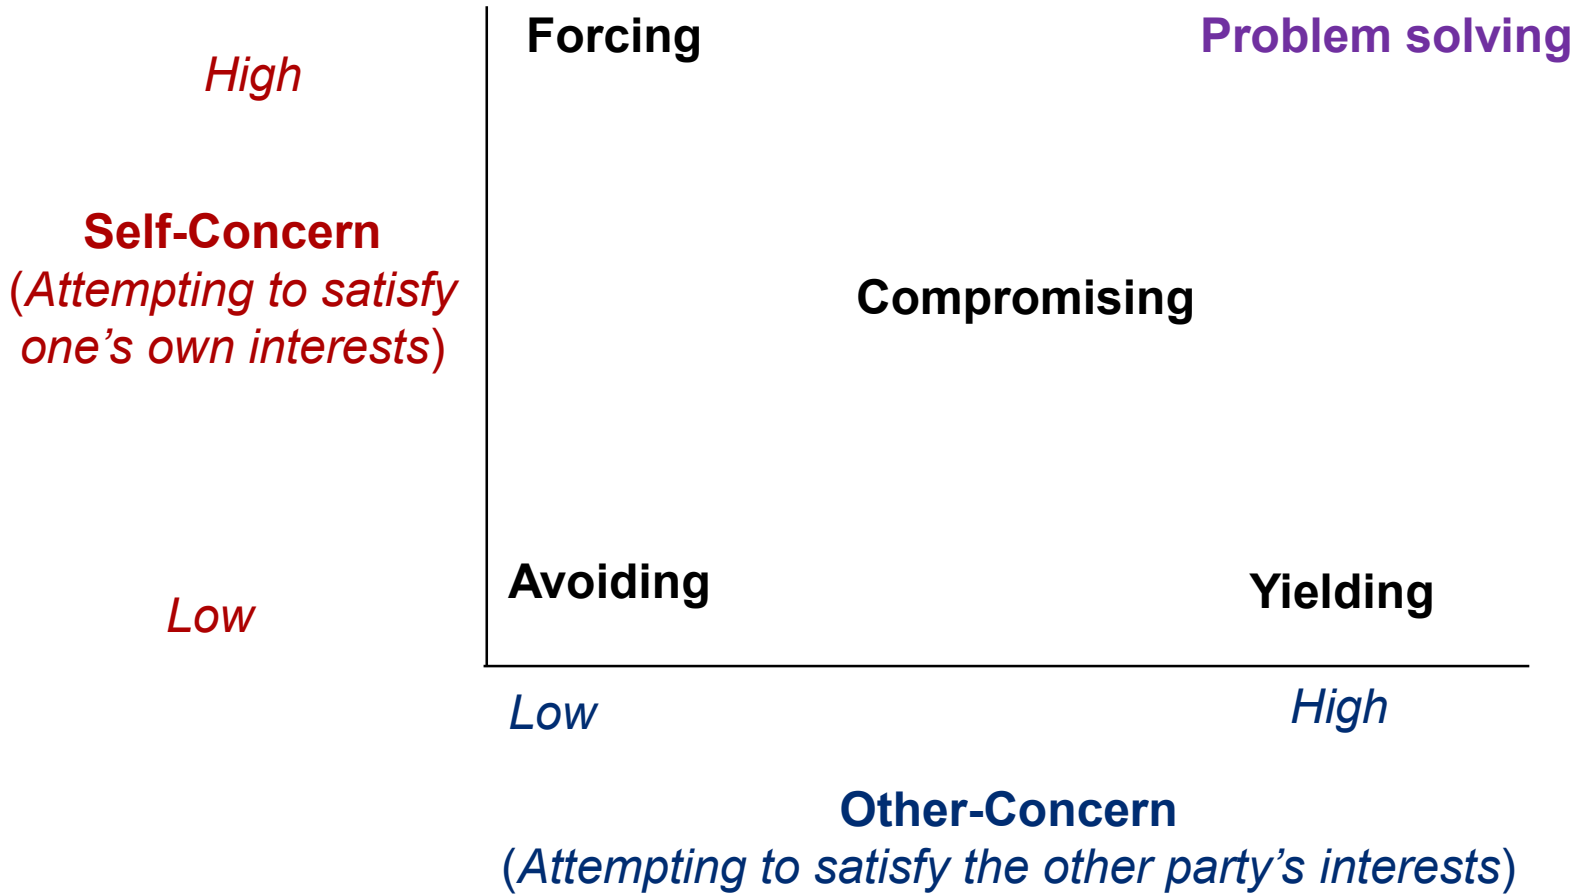 Forcing
Problem solving
High
Self-Concern
(Attempting to satisfy
one’s own interests)
Compromising
Avoiding
Yielding
Low
Low
High
Other-Concern
(Attempting to satisfy the other party’s interests)